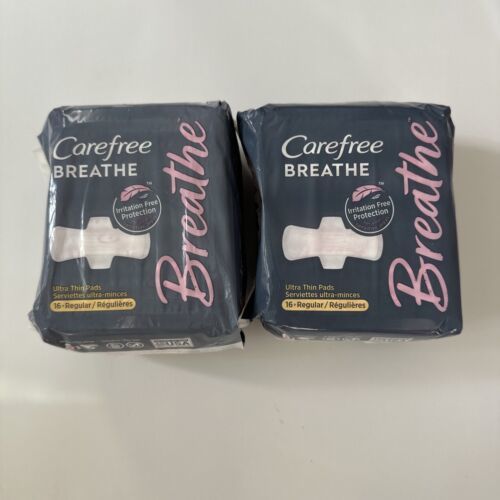 Carefree
BREATHE
Irritation Free
Protection
Breathe
Ultra Thin Pads
Serviettes ultra-minces
16-Regular / Régulières
Carefree
BREATHE
Irritation Free
Protection
Breathe
Ultra Thin Pads
Serviettes ultra-minces
16-Regular / Régulières